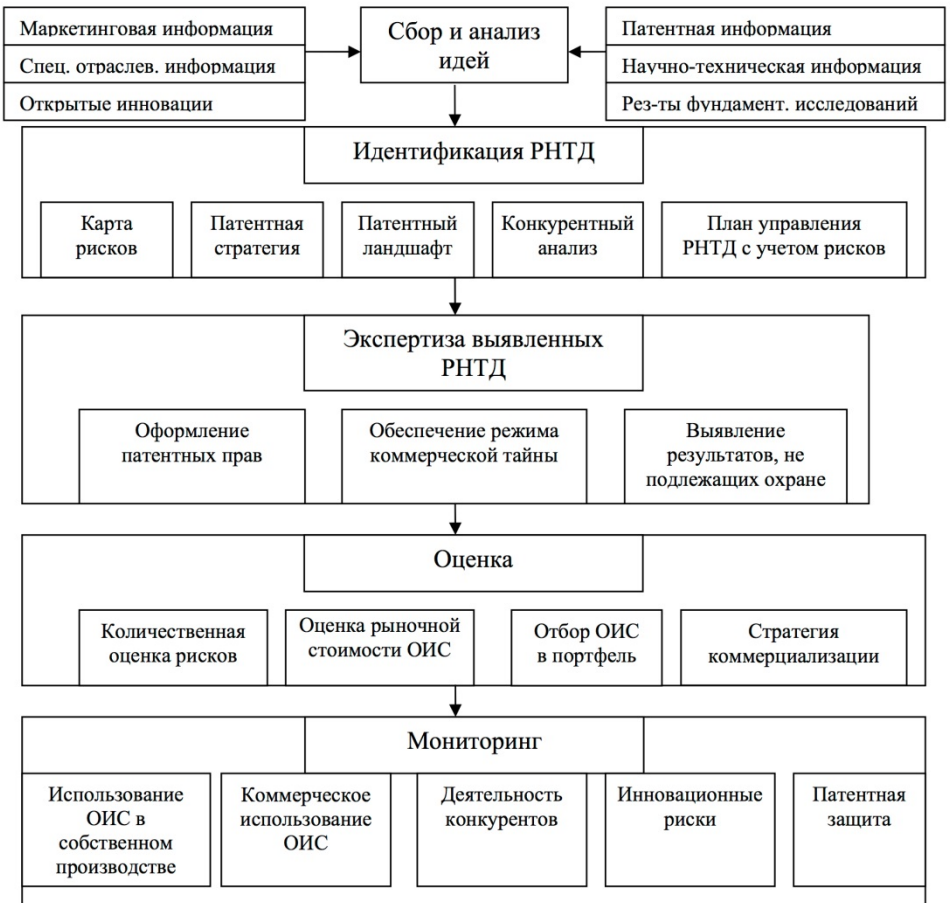 Маркетинговая информация
Спец. отраслев. информация
Открытые инновации
Сбор и анализ
идей
Патентная информация
Научно-техническая информация
Рез-ты фундамент. исследований
Идентификация РНТД
Карта
рисков
Патентная
стратегия
Патентный
ландшафт
Конкурентный
анализ
План управления
РНТД с учетом рисков
Экспертиза выявленных
РНТД
Оформление
патентных прав
Обеспечение режима
коммерческой тайны
Выявление
результатов, не
подлежащих охране
Оценка
Количественная
оценка рисков
Оценка рыночной
стоимости ОИС
Отбор ОИС
в портфель
Стратегия
коммерциализации
Мониторинг
Использование
ОИС в
собственном
производстве
Коммерческое
использование
ОИС
Деятельность
конкурентов
Инновационные
риски
Патентная
защита